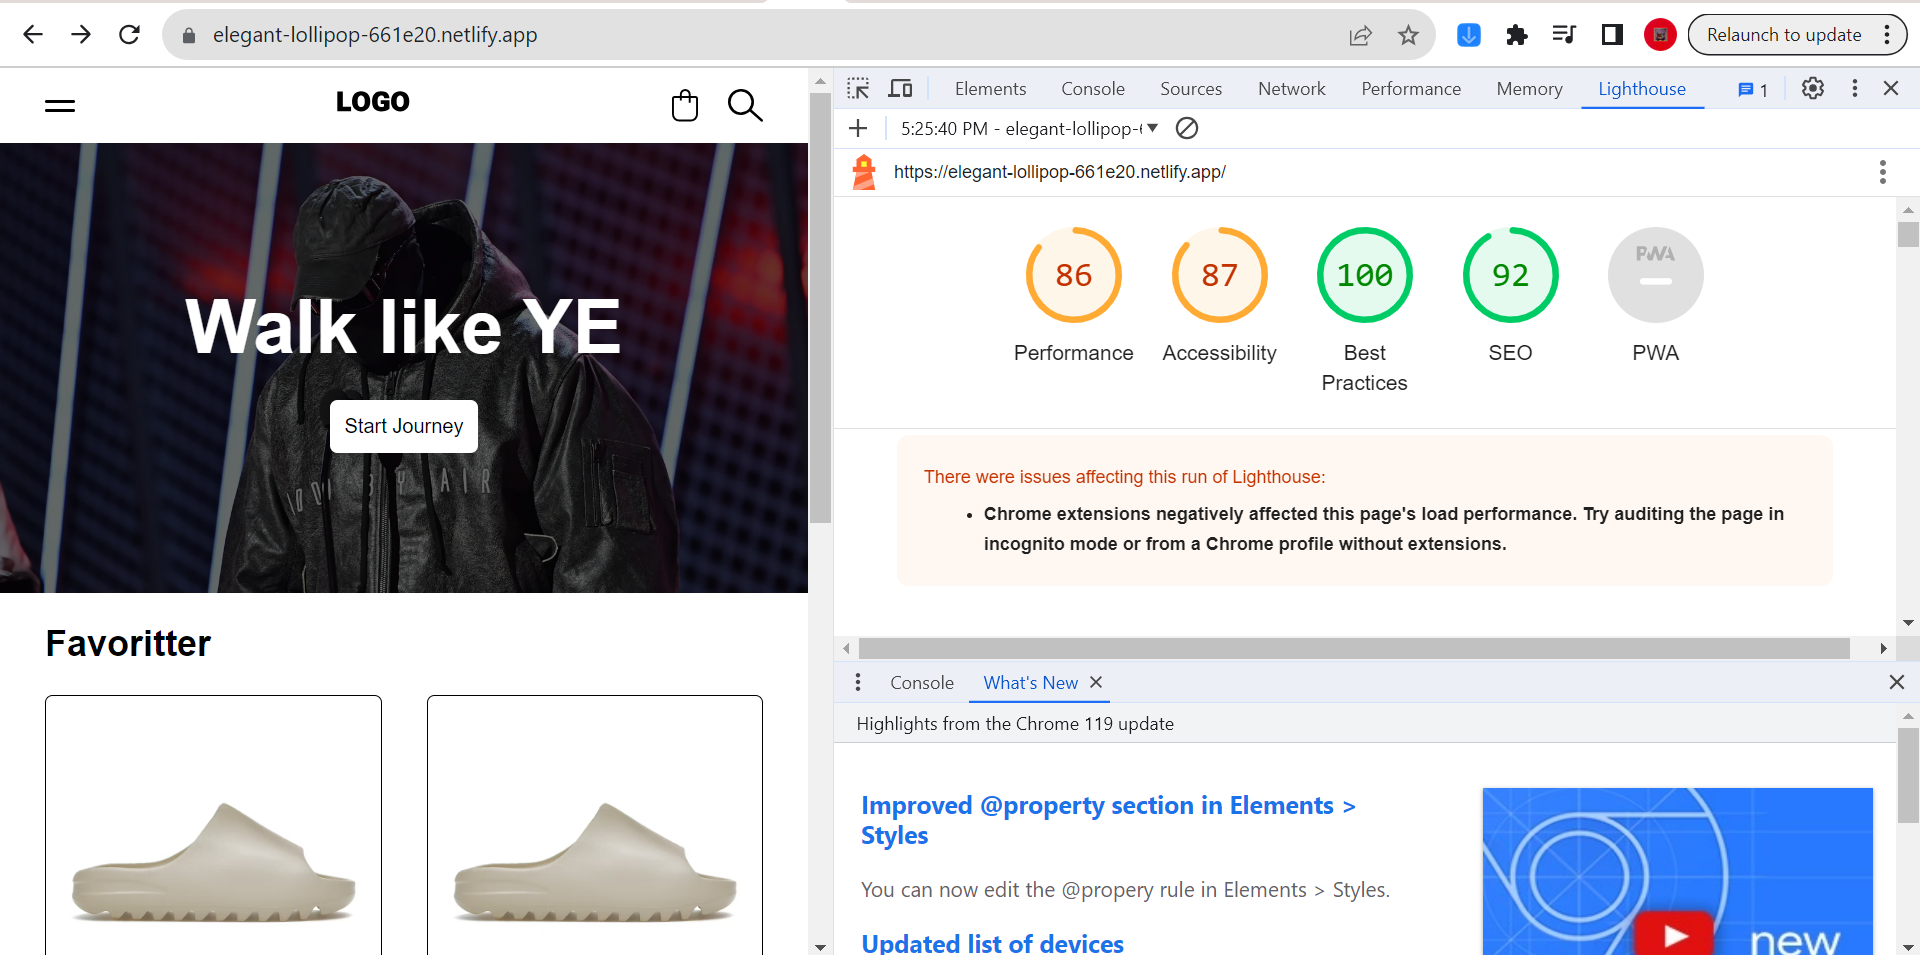 elegant-lollipop-661e20.netlify.app
Relaunch to update
LOGO
Walk like YE
Start Journey
Favoritter
Elements Console Sources Network Performance Memory Lighthouse 1
5:25:40 PM - elegant-lollipop-
https://elegant-lollipop-661e20.netlify.app/
86 87 100 92 PWA
Performance Accessibility Best Practices SEO PWA
There were issues affecting this run of Lighthouse:
• Chrome extensions negatively affected this page's load performance. Try auditing the page in
incognito mode or from a Chrome profile without extensions.
Console What's New
Highlights from the Chrome 119 update
Improved @property section in Elements >
Styles
You can now edit the @propery rule in Elements > Styles.
Updated list of devices
new